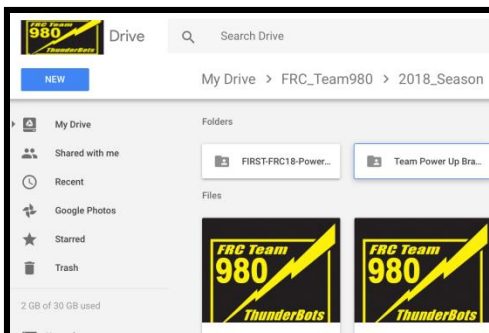 FRC Team
980
ThunderBots
Drive
Search Drive
NEW
My Drive > FRC_Team980 > 2018_Season
My Drive
Shared with me
Recent
Google Photos
Starred
Trash
2 GB of 30 GB used
Folders
FIRST-FRC18-Power...
Team Power Up Bra...
Files
FRC Team
980
ThunderBots
FRC Team
980
ThunderBots